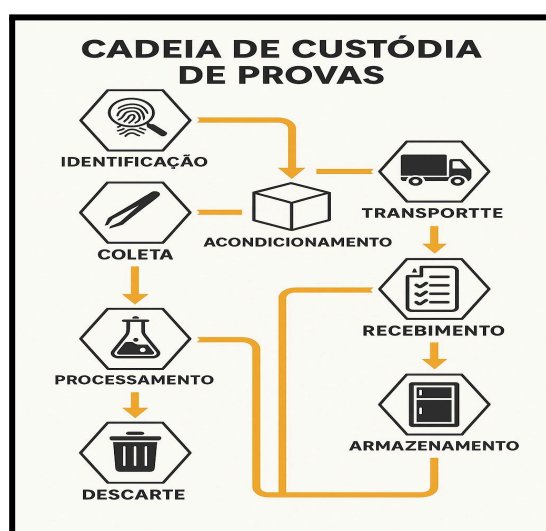 CADEIA DE CUSTÓDIA
DE PROVAS
IDENTIFICAÇÃO
TRANSPORTTE
ACONDICIONAMENTO
COLETA
RECEBIMENTO
PROCESSAMENTO
ARMAZENAMENTO
DESCARTE